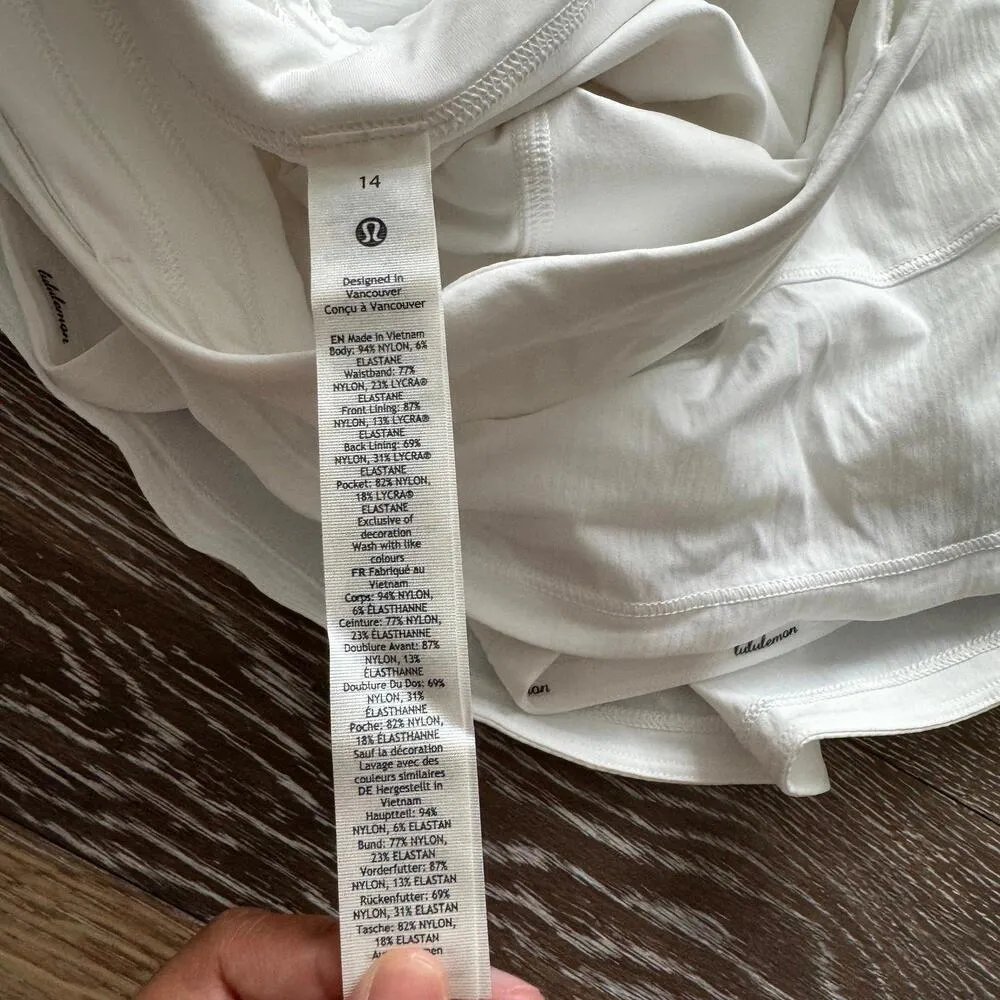 14
Designed in
Vancouver
Conçu à Vancouver
EN Made in Vietnam
Body: 94% NYLON, 6%
ELASTANE
Waistband: 77%
NYLON, 23% LYCRA®
ELASTANE
Front Lining: 87%
NYLON, 13% LYCRA®
ELASTANE
Back Lining: 69%
NYLON, 31% LYCRA®
ELASTANE
Pocket: 82% NYLON,
18% LYCRA®
ELASTANE
Exclusive of
decoration
Wash with like
colours
FR Fabriqué au
Vietnam
Corps: 94% NYLON,
6% ÉLASTHANNE
Ceinture: 77% NYLON,
23% ÉLASTHANNE
Doublure Avant: 87%
NYLON, 13%
ÉLASTHANNE
Doublure Du Dos: 69%
NYLON, 31%
ÉLASTHANNE
Poche: 82% NYLON,
18% ÉLASTHANNE
Sauf la décoration
Lavage avec des
couleurs similaires
DE Hergestellt in
Vietnam
Hauptteil: 94%
NYLON, 6% ELASTAN
Bund: 77% NYLON,
23% ELASTAN
Vorderfutter: 87%
NYLON, 13% ELASTAN
Rückenfutter: 69%
NYLON, 31% ELASTAN
Tasche: 82% NYLON,
18% ELASTAN
lululemon
lululemon
on